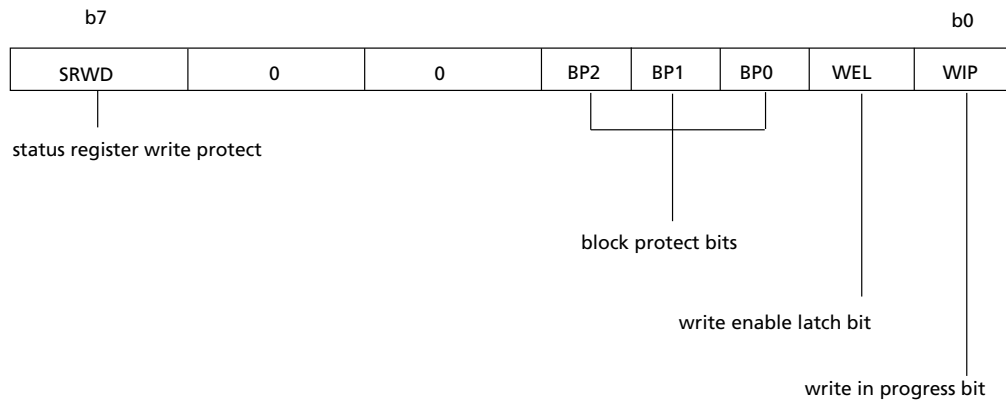 b7 b0
SRWD 0 0 BP2 BP1 BP0 WEL WIP
status register write protect
block protect bits
write enable latch bit
write in progress bit